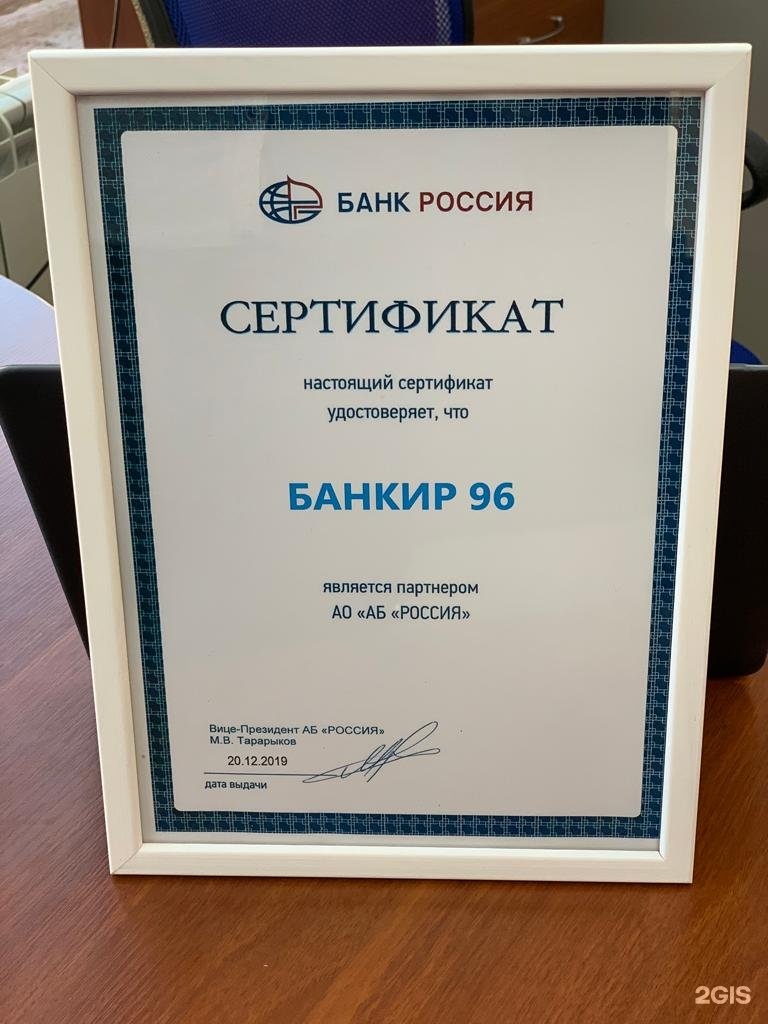 БАНК РОССИЯ
СЕРТИФИКАТ
настоящий сертификат
удостоверяет, что
БАНКИР 96
является партнером
АО «АБ «РОССИЯ»
Вице-Президент АБ «РОССИЯ»
М.В. Тарарыков
20.12.2019
дата выдачи
2GIS